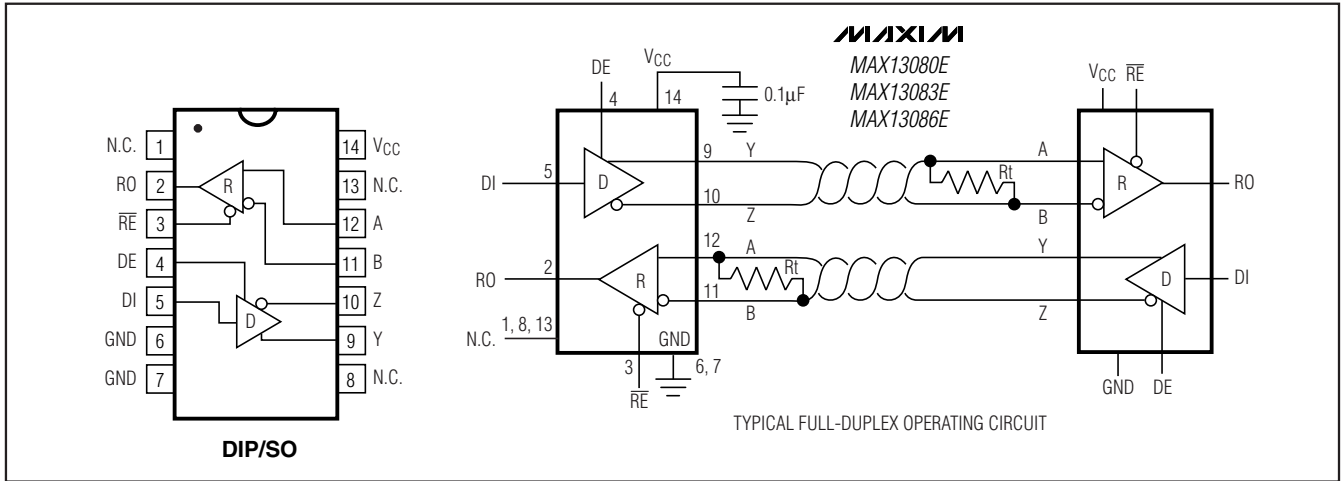 MAXIM
MAX13080E
MAX13083E
MAX13086E
N.C. 1
RO 2
RE 3
DE 4
DI 5
GND 6
GND 7
14 VCC
13 N.C.
12 A
11 B
10 Z
9 Y
8 N.C.
R
D
DIP/SO
DE
4
VCC
14
0.1µF
DI
5
D
9 Y
10 Z
Rt
A
B
VCC RE
R
RO
RO
2
R
12 A
11 B
Rt
Y
Z
D
DI
N.C. 1, 8, 13
3
RE
GND
6, 7
GND DE
TYPICAL FULL-DUPLEX OPERATING CIRCUIT